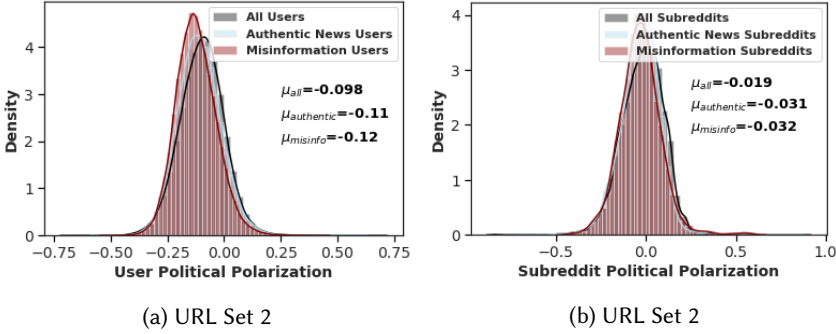 All Users
Authentic News Users
Misinformation Users
μall=-0.098
μauthentic=-0.11
μmisinfo=-0.12
Density
4
3
2
1
0
−0.75 −0.50 −0.25 0.00 0.25 0.50 0.75
User Political Polarization
(a) URL Set 2
All Subreddits
Authentic News Subreddits
Misinformation Subreddits
μall=-0.019
μauthentic=-0.031
μmisinfo=-0.032
Density
4
3
2
1
0
−0.5 0.0 0.5 1.0
Subreddit Political Polarization
(b) URL Set 2